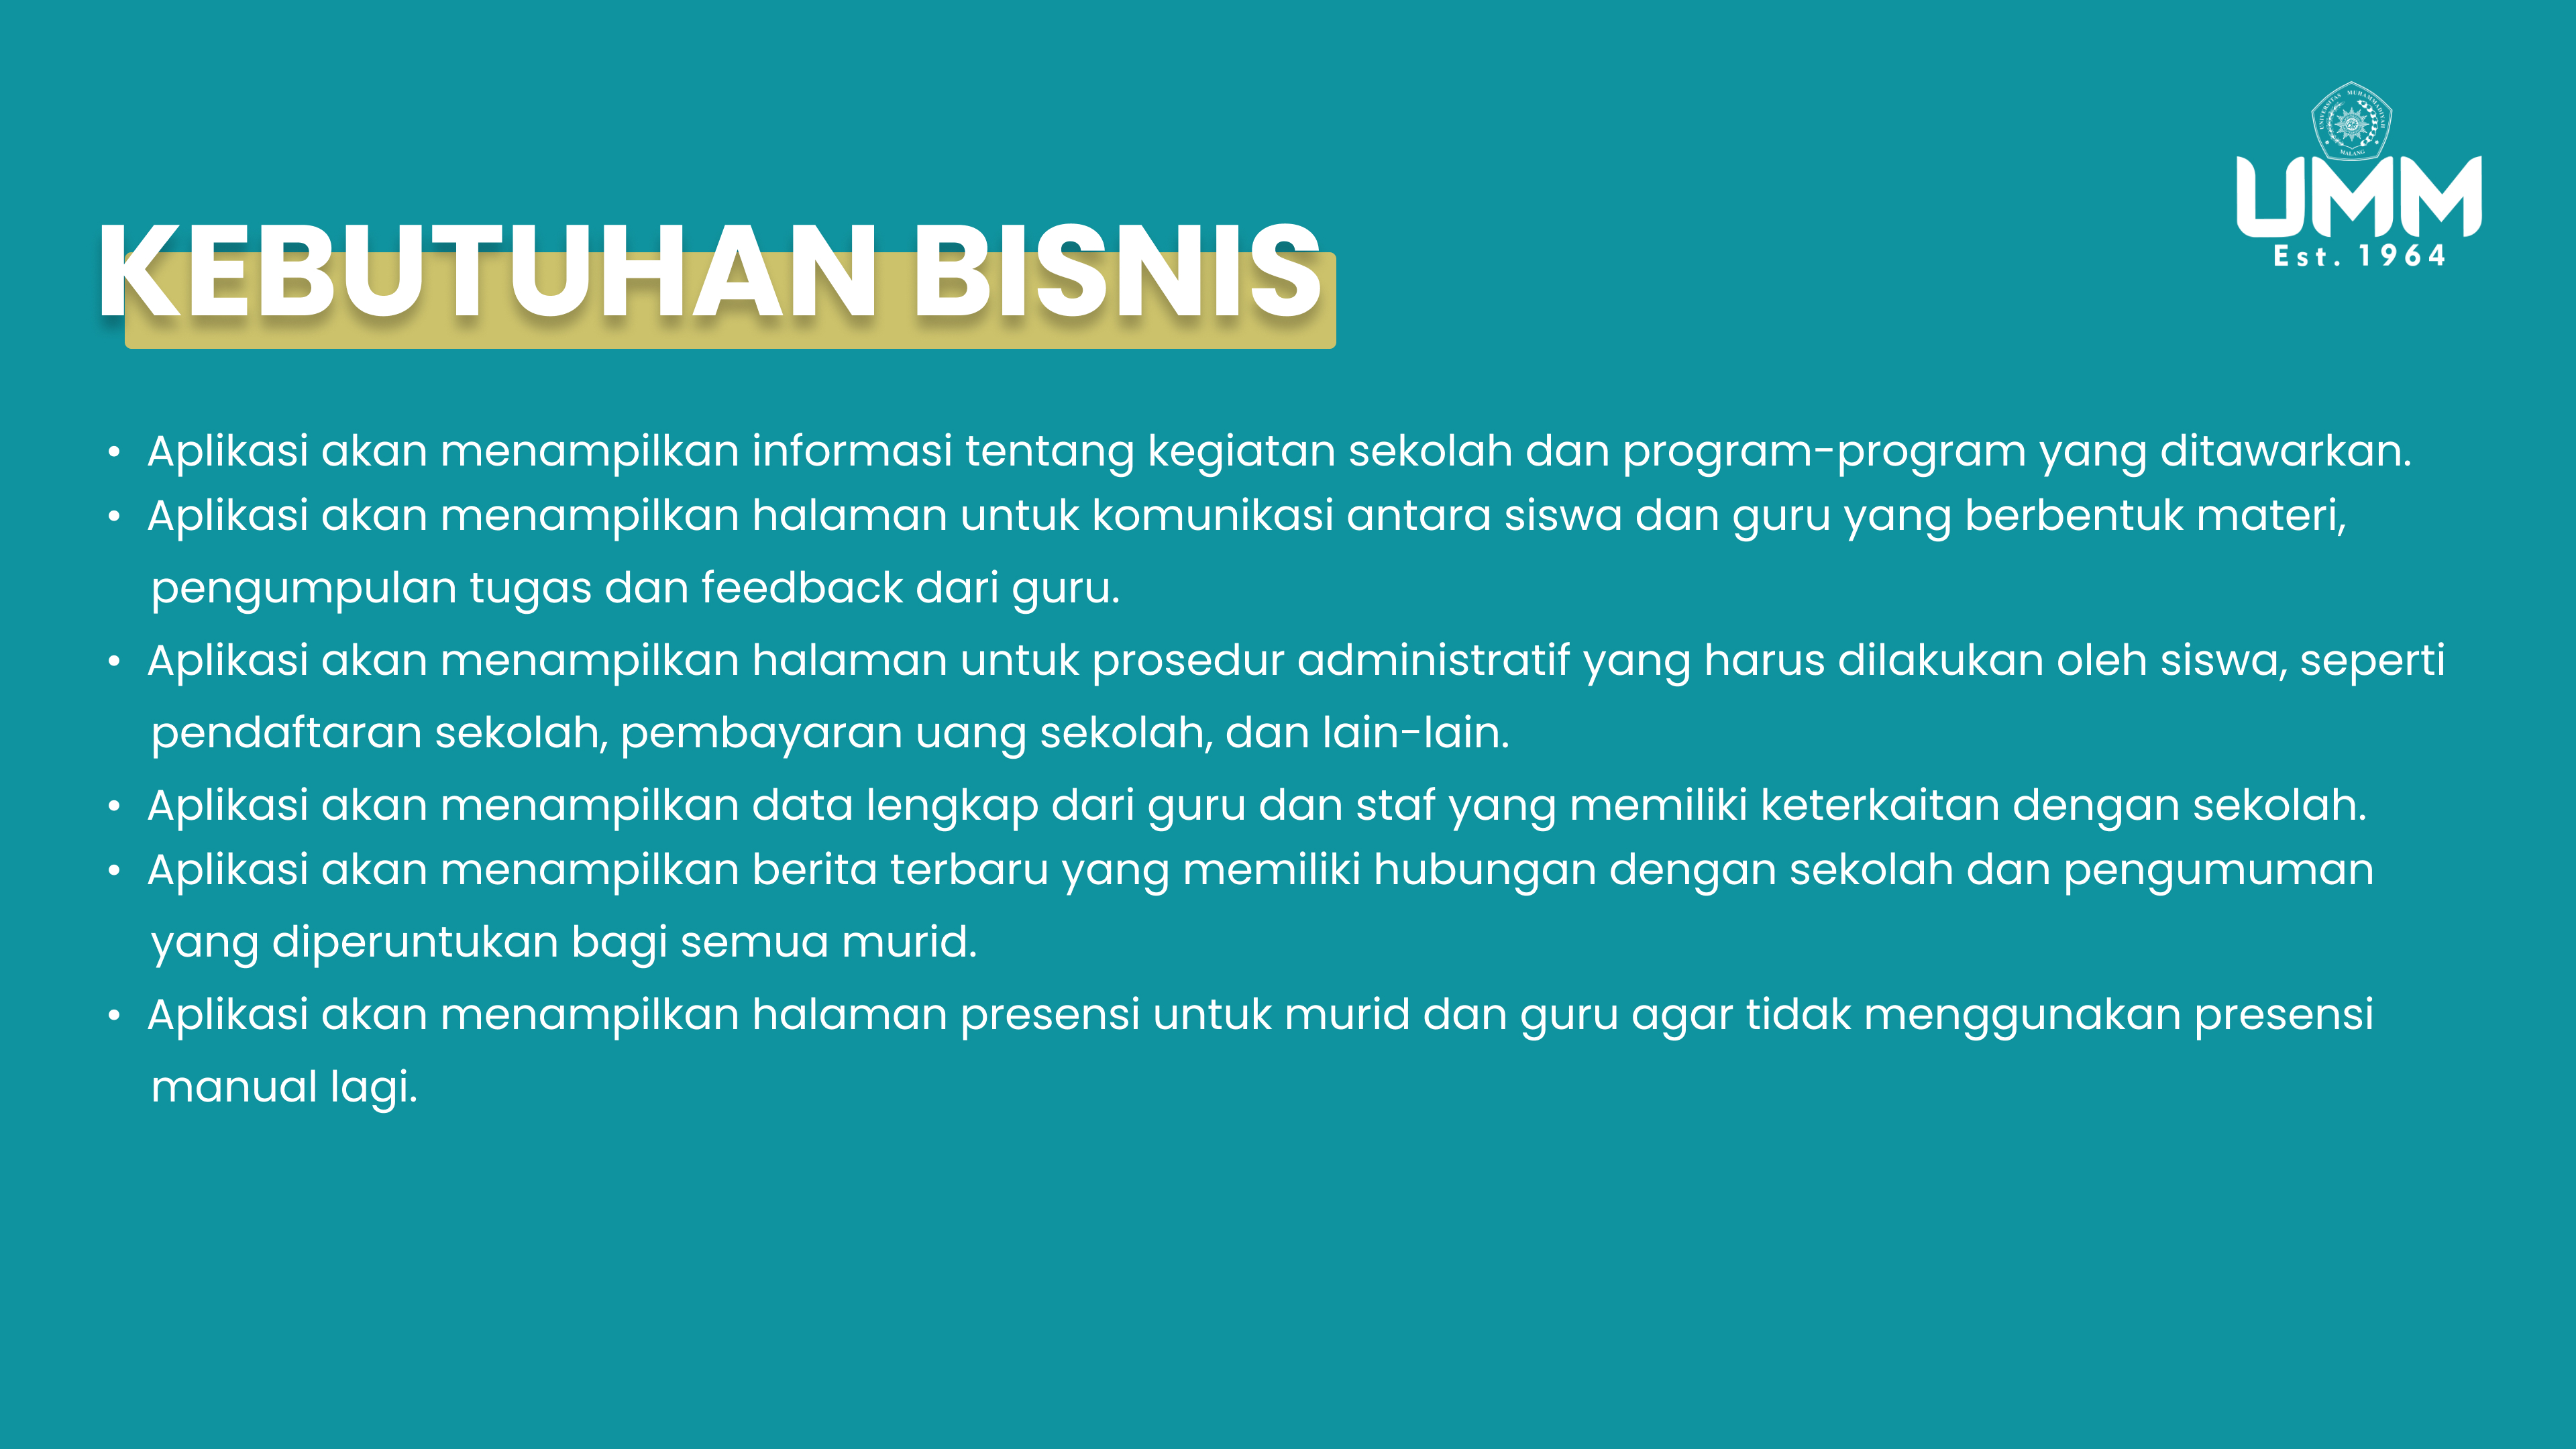 UNIVERSITAS MUHAMMADIYAH
MALANG
UMM
Est. 1964
KEBUTUHAN BISNIS
• Aplikasi akan menampilkan informasi tentang kegiatan sekolah dan program-program yang ditawarkan.
• Aplikasi akan menampilkan halaman untuk komunikasi antara siswa dan guru yang berbentuk materi,
pengumpulan tugas dan feedback dari guru.
• Aplikasi akan menampilkan halaman untuk prosedur administratif yang harus dilakukan oleh siswa, seperti
pendaftaran sekolah, pembayaran uang sekolah, dan lain-lain.
• Aplikasi akan menampilkan data lengkap dari guru dan staf yang memiliki keterkaitan dengan sekolah.
• Aplikasi akan menampilkan berita terbaru yang memiliki hubungan dengan sekolah dan pengumuman
yang diperuntukan bagi semua murid.
• Aplikasi akan menampilkan halaman presensi untuk murid dan guru agar tidak menggunakan presensi
manual lagi.